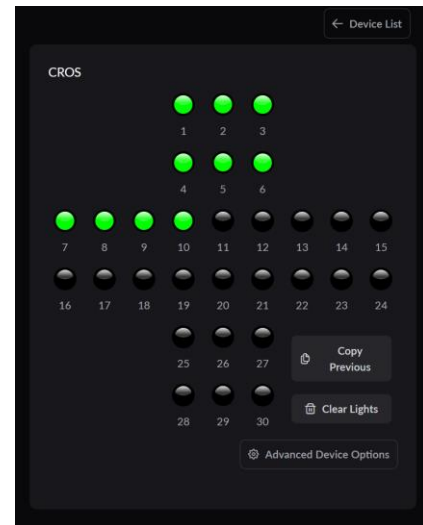 ← Device List
CROS
1 2 3
4 5 6
7 8 9 10 11 12 13 14 15
16 17 18 19 20 21 22 23 24
25 26 27
Copy
Previous
Clear Lights
28 29 30
Advanced Device Options